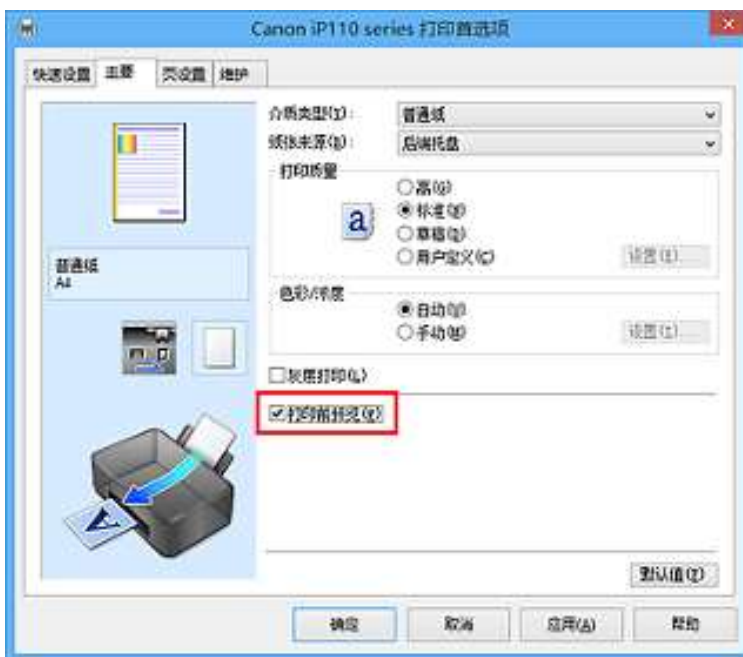 Canon iP110 series 打印首选项
快速设置 主要 页设置 维护
介质类型(Y): 普通纸
纸张来源(B): 后端托盘
打印质量
高(G)
标准(D)
草稿(Q)
用户定义(C) 设置(E)...
a
普通纸
A4
色彩/浓度
自动(U)
手动(M) 设置(I)...
灰度打印(L)
打印前预览(K)
A
默认值(T)
确定 取消 应用(A) 帮助